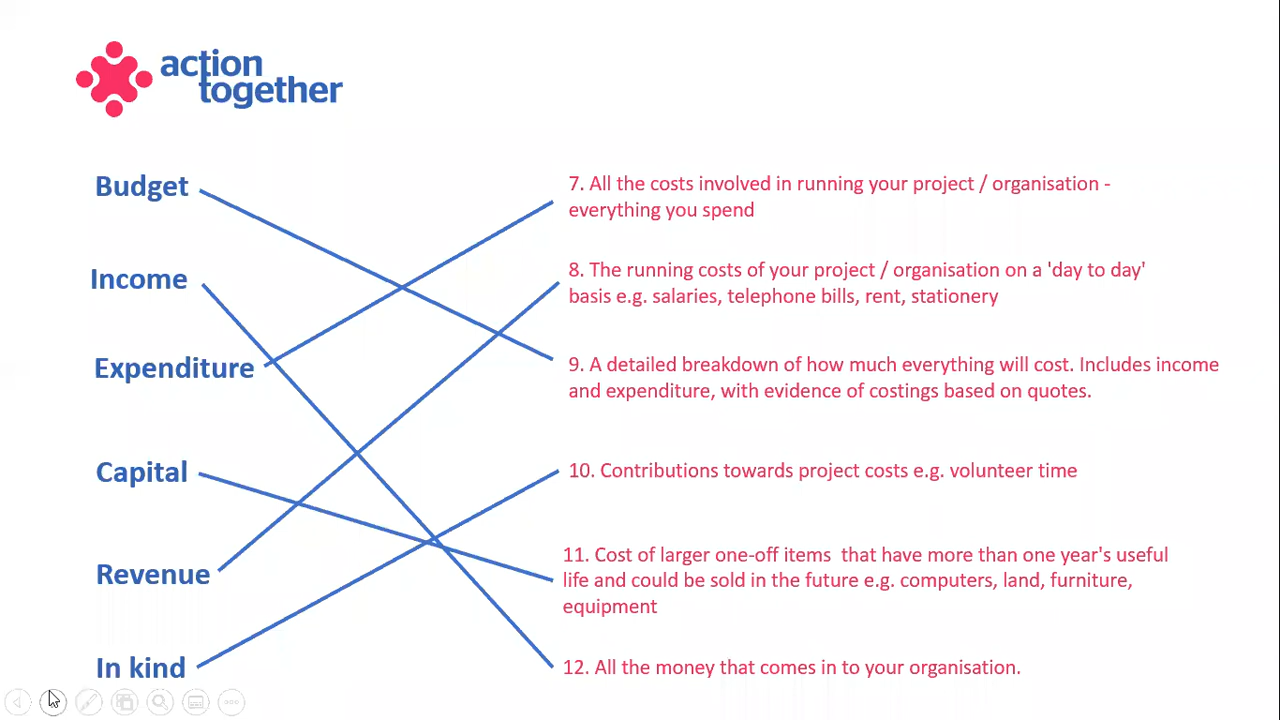 action
together
Budget
7. All the costs involved in running your project / organisation -
everything you spend
Income
8. The running costs of your project / organisation on a 'day to day'
basis e.g. salaries, telephone bills, rent, stationery
Expenditure
9. A detailed breakdown of how much everything will cost. Includes income
and expenditure, with evidence of costings based on quotes.
Capital
10. Contributions towards project costs e.g. volunteer time
Revenue
11. Cost of larger one-off items  that have more than one year's useful
life and could be sold in the future e.g. computers, land, furniture,
equipment
In kind
12. All the money that comes in to your organisation.